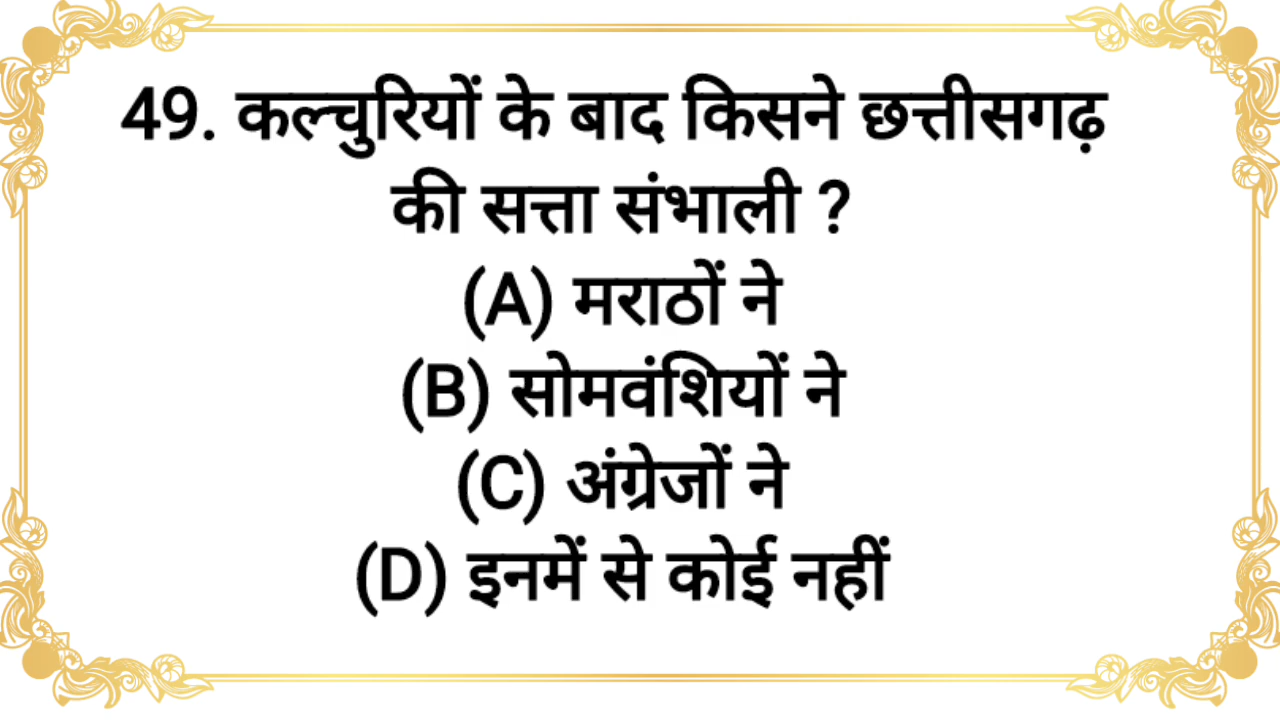 49. कल्चुरियों के बाद किसने छत्तीसगढ़
की सत्ता संभाली ?
(A) मराठों ने
(B) सोमवंशियों ने
(C) अंग्रेजों ने
(D) इनमें से कोई नहीं